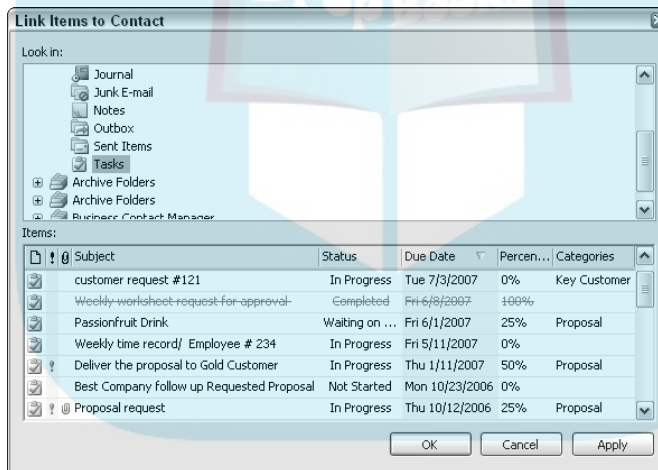 Link Items to Contact
Look in:
Journal
Junk E-mail
Notes
Outbox
Sent Items
Tasks
Archive Folders
Archive Folders
Business Contact Manager
Items:
Subject Status Due Date Percen... Categories
customer request #121 In Progress Tue 7/3/2007 0% Key Customer
Weekly worksheet request for approval Completed Fri 6/8/2007 100%
Passionfruit Drink Waiting on ... Fri 6/1/2007 25% Proposal
Weekly time record/ Employee # 234 In Progress Fri 5/11/2007 0%
Deliver the proposal to Gold Customer In Progress Thu 1/11/2007 50% Proposal
Best Company follow up Requested Proposal Not Started Mon 10/23/2006 0%
Proposal request In Progress Thu 10/12/2006 25% Proposal
OK Cancel Apply